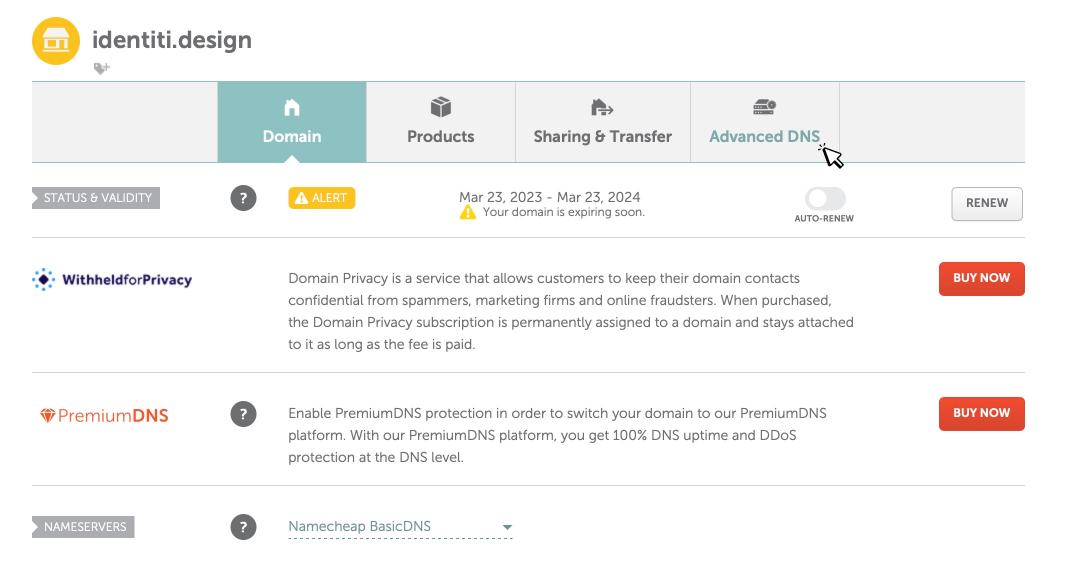 identiti.design
Domain
Products
Sharing & Transfer
Advanced DNS
STATUS & VALIDITY
?
ALERT
Mar 23, 2023 - Mar 23, 2024
Your domain is expiring soon.
AUTO-RENEW
RENEW
WithheldforPrivacy
Domain Privacy is a service that allows customers to keep their domain contacts
confidential from spammers, marketing firms and online fraudsters. When purchased,
the Domain Privacy subscription is permanently assigned to a domain and stays attached
to it as long as the fee is paid.
BUY NOW
PremiumDNS
?
Enable PremiumDNS protection in order to switch your domain to our PremiumDNS
platform. With our PremiumDNS platform, you get 100% DNS uptime and DDoS
protection at the DNS level.
BUY NOW
NAMESERVERS
?
Namecheap BasicDNS